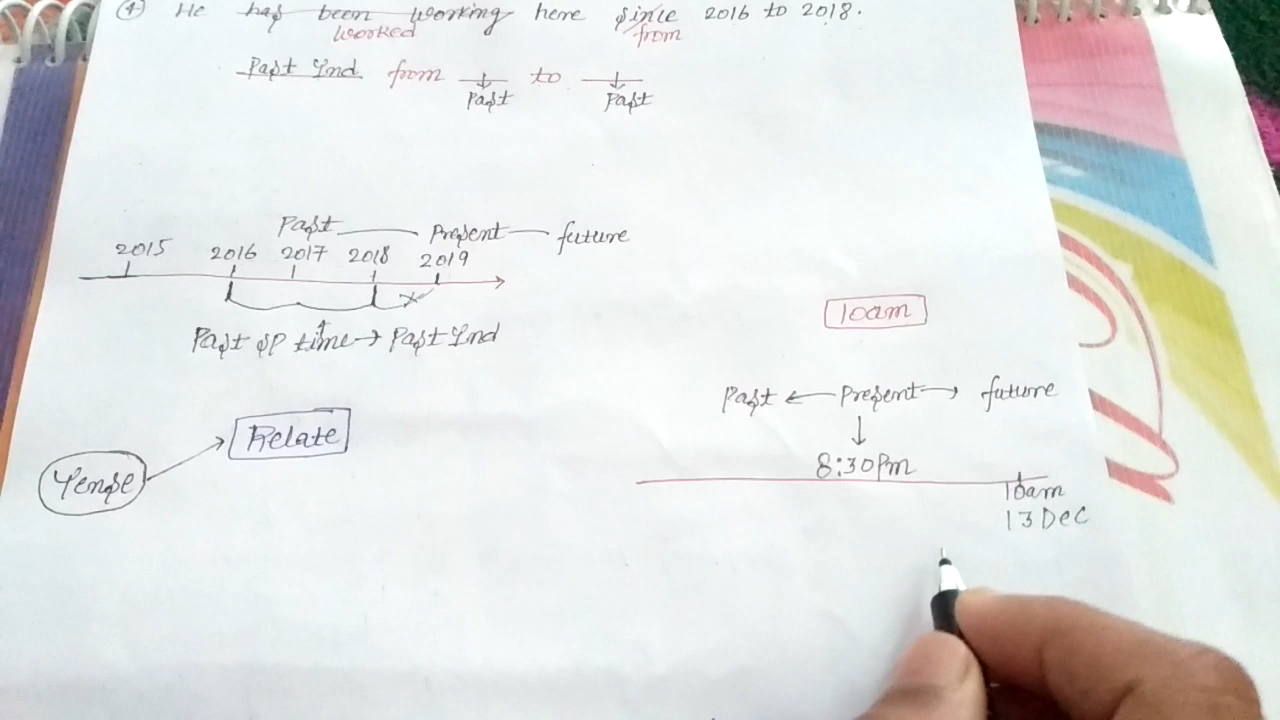 ④ He has been working here since 2016 to 2018.
worked from
Past Ind from to
Past Past
Past Present future
2015 2016 2017 2018 2019
Past of time → Past Ind
Tense Relate
10am
Past ← Present → future
↓
8:30Pm
10am
13 Dec